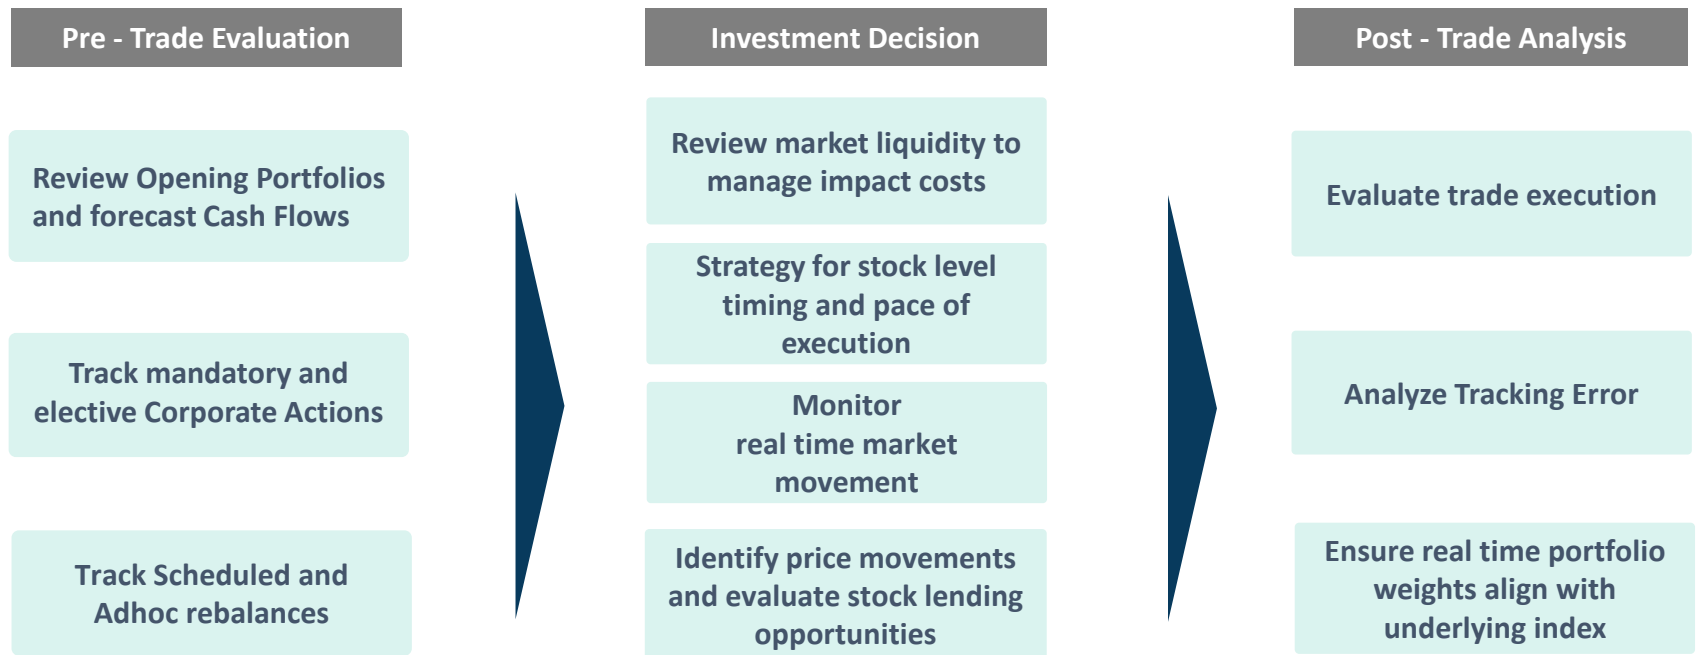 Pre - Trade Evaluation
Review Opening Portfolios
and forecast Cash Flows
Track mandatory and
elective Corporate Actions
Track Scheduled and
Adhoc rebalances
Investment Decision
Review market liquidity to
manage impact costs
Strategy for stock level
timing and pace of
execution
Monitor
real time market
movement
Identify price movements
and evaluate stock lending
opportunities
Post - Trade Analysis
Evaluate trade execution
Analyze Tracking Error
Ensure real time portfolio
weights align with
underlying index